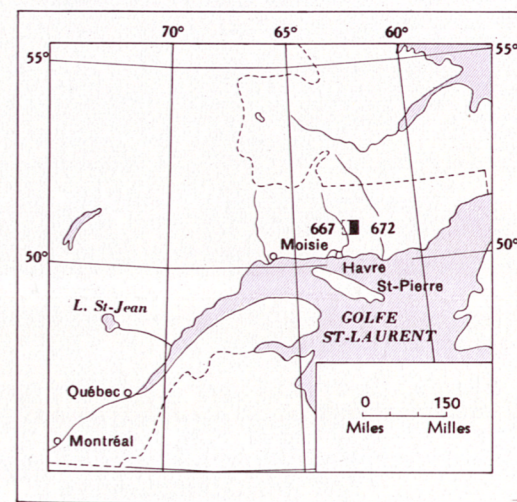 70° 65° 60°
55° 55°
667 672
Moisie
50° 50°
Havre
St-Pierre
L. St-Jean
GOLFE
ST-LAURENT
Québec
0 150
Miles Milles
Montréal